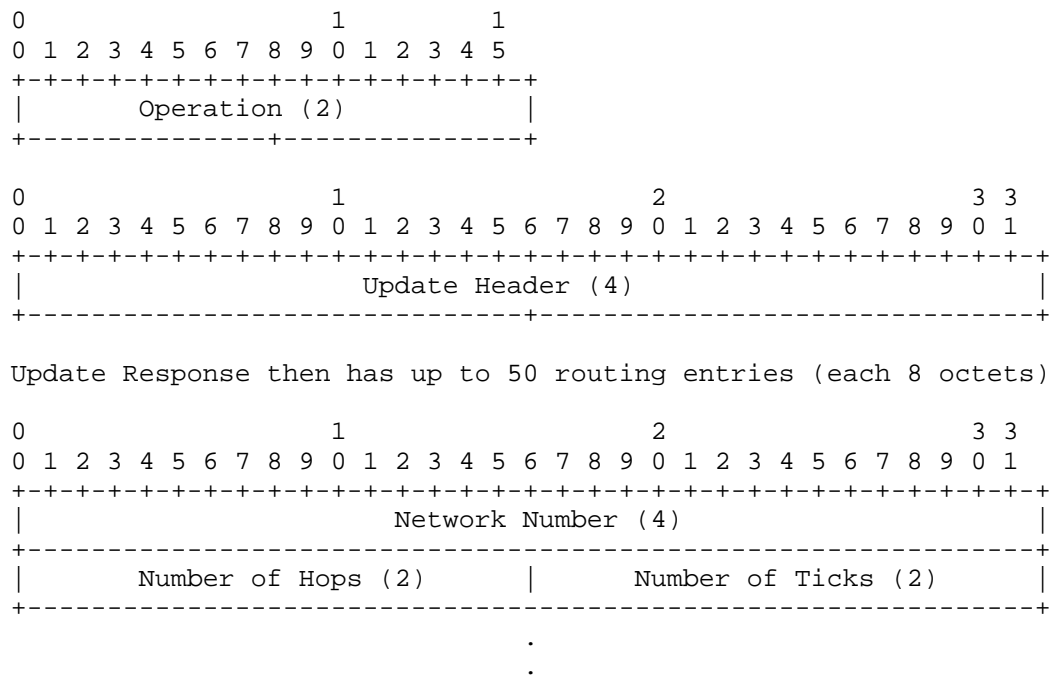 0                   1         1
0 1 2 3 4 5 6 7 8 9 0 1 2 3 4 5
+-+-+-+-+-+-+-+-+-+-+-+-+-+-+-+-+
|       Operation (2)           |
+---------------+---------------+

0                   1                   2                   3 3
0 1 2 3 4 5 6 7 8 9 0 1 2 3 4 5 6 7 8 9 0 1 2 3 4 5 6 7 8 9 0 1
+-+-+-+-+-+-+-+-+-+-+-+-+-+-+-+-+-+-+-+-+-+-+-+-+-+-+-+-+-+-+-+-+
|                     Update Header (4)                         |
+-------------------------------+-------------------------------+

Update Response then has up to 50 routing entries (each 8 octets)

0                   1                   2                   3 3
0 1 2 3 4 5 6 7 8 9 0 1 2 3 4 5 6 7 8 9 0 1 2 3 4 5 6 7 8 9 0 1
+-+-+-+-+-+-+-+-+-+-+-+-+-+-+-+-+-+-+-+-+-+-+-+-+-+-+-+-+-+-+-+-+
|                       Network Number (4)                      |
+---------------------------------------------------------------+
|       Number of Hops (2)      |      Number of Ticks (2)      |
+---------------------------------------------------------------+
                                .
                                .